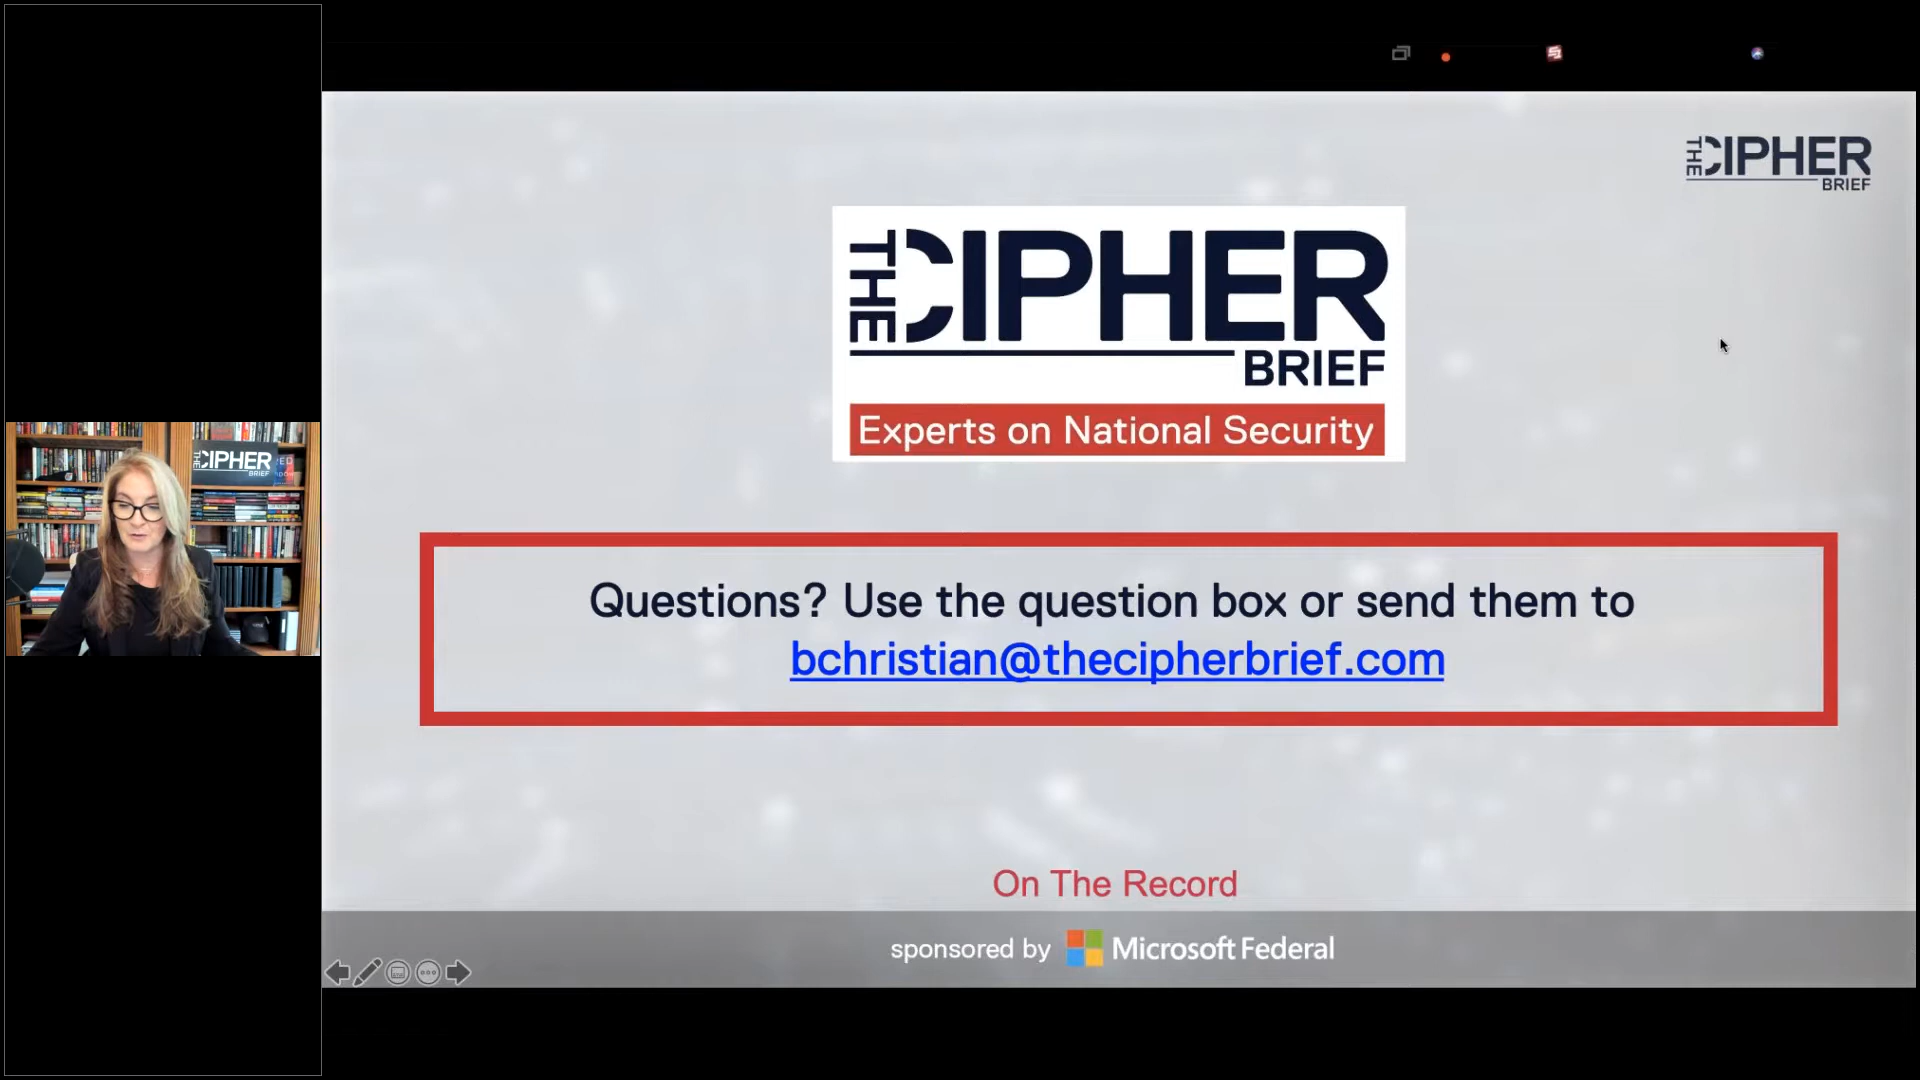 THE CIPHER
BRIEF
THE CIPHER
BRIEF
Experts on National Security
THE CIPHER
BRIEF
Questions? Use the question box or send them to
bchristian@thecipherbrief.com
On The Record
sponsored by Microsoft Federal